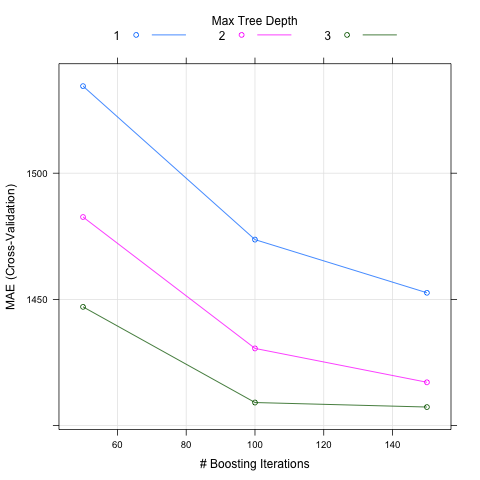 Max Tree Depth
1 2 3
1500
1450
MAE (Cross-Validation)
60 80 100 120 140
# Boosting Iterations